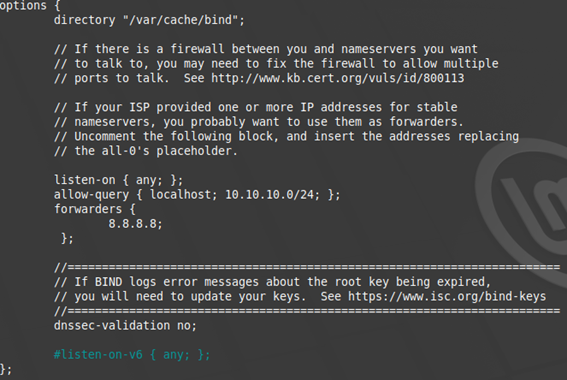 options {
directory "/var/cache/bind";
// If there is a firewall between you and nameservers you want
// to talk to, you may need to fix the firewall to allow multiple
// ports to talk.  See http://www.kb.cert.org/vuls/id/800113
// If your ISP provided one or more IP addresses for stable
// nameservers, you probably want to use them as forwarders.
// Uncomment the following block, and insert the addresses replacing
// the all-0's placeholder.
listen-on { any; };
allow-query { localhost; 10.10.10.0/24; };
forwarders {
8.8.8.8;
};
//========================================================================
// If BIND logs error messages about the root key being expired,
// you will need to update your keys.  See https://www.isc.org/bind-keys
//========================================================================
dnssec-validation no;
#listen-on-v6 { any; };
};